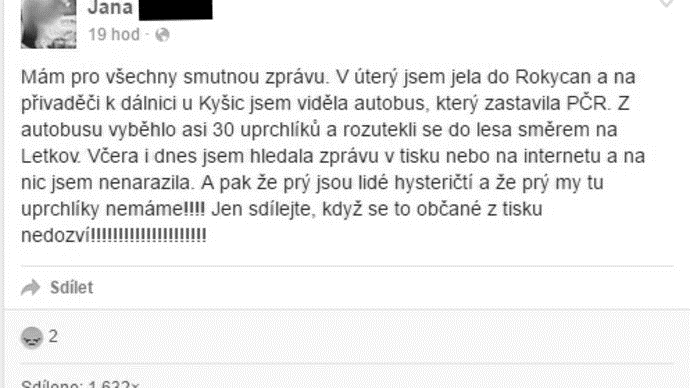 Jana
19 hod ·
Mám pro všechny smutnou zprávu. V úterý jsem jela do Rokycan a na
přivaděči k dálnici u Kyšic jsem viděla autobus, který zastavila PČR. Z
autobusu vyběhlo asi 30 uprchlíků a rozutekli se do lesa směrem na
Letkov. Včera i dnes jsem hledala zprávu v tisku nebo na internetu a na
nic jsem nenarazila. A pak že prý jsou lidé hysteričtí a že prý my tu
uprchlíky nemáme!!!! Jen sdílejte, když se to občané z tisku
nedozví!!!!!!!!!!!!!!!!!!!!!
Sdílet
2
Sdíleno: 1 632x